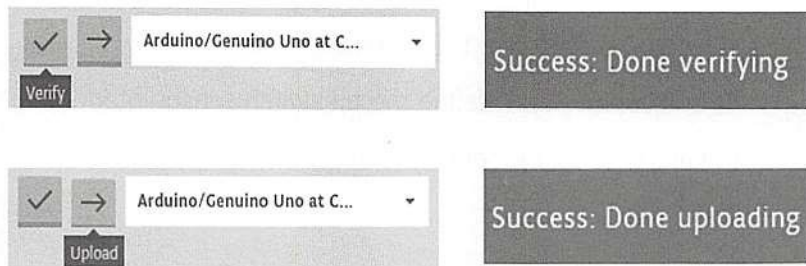 Arduino/Genuino Uno at C...
Verify
Success: Done verifying
Arduino/Genuino Uno at C...
Upload
Success: Done uploading